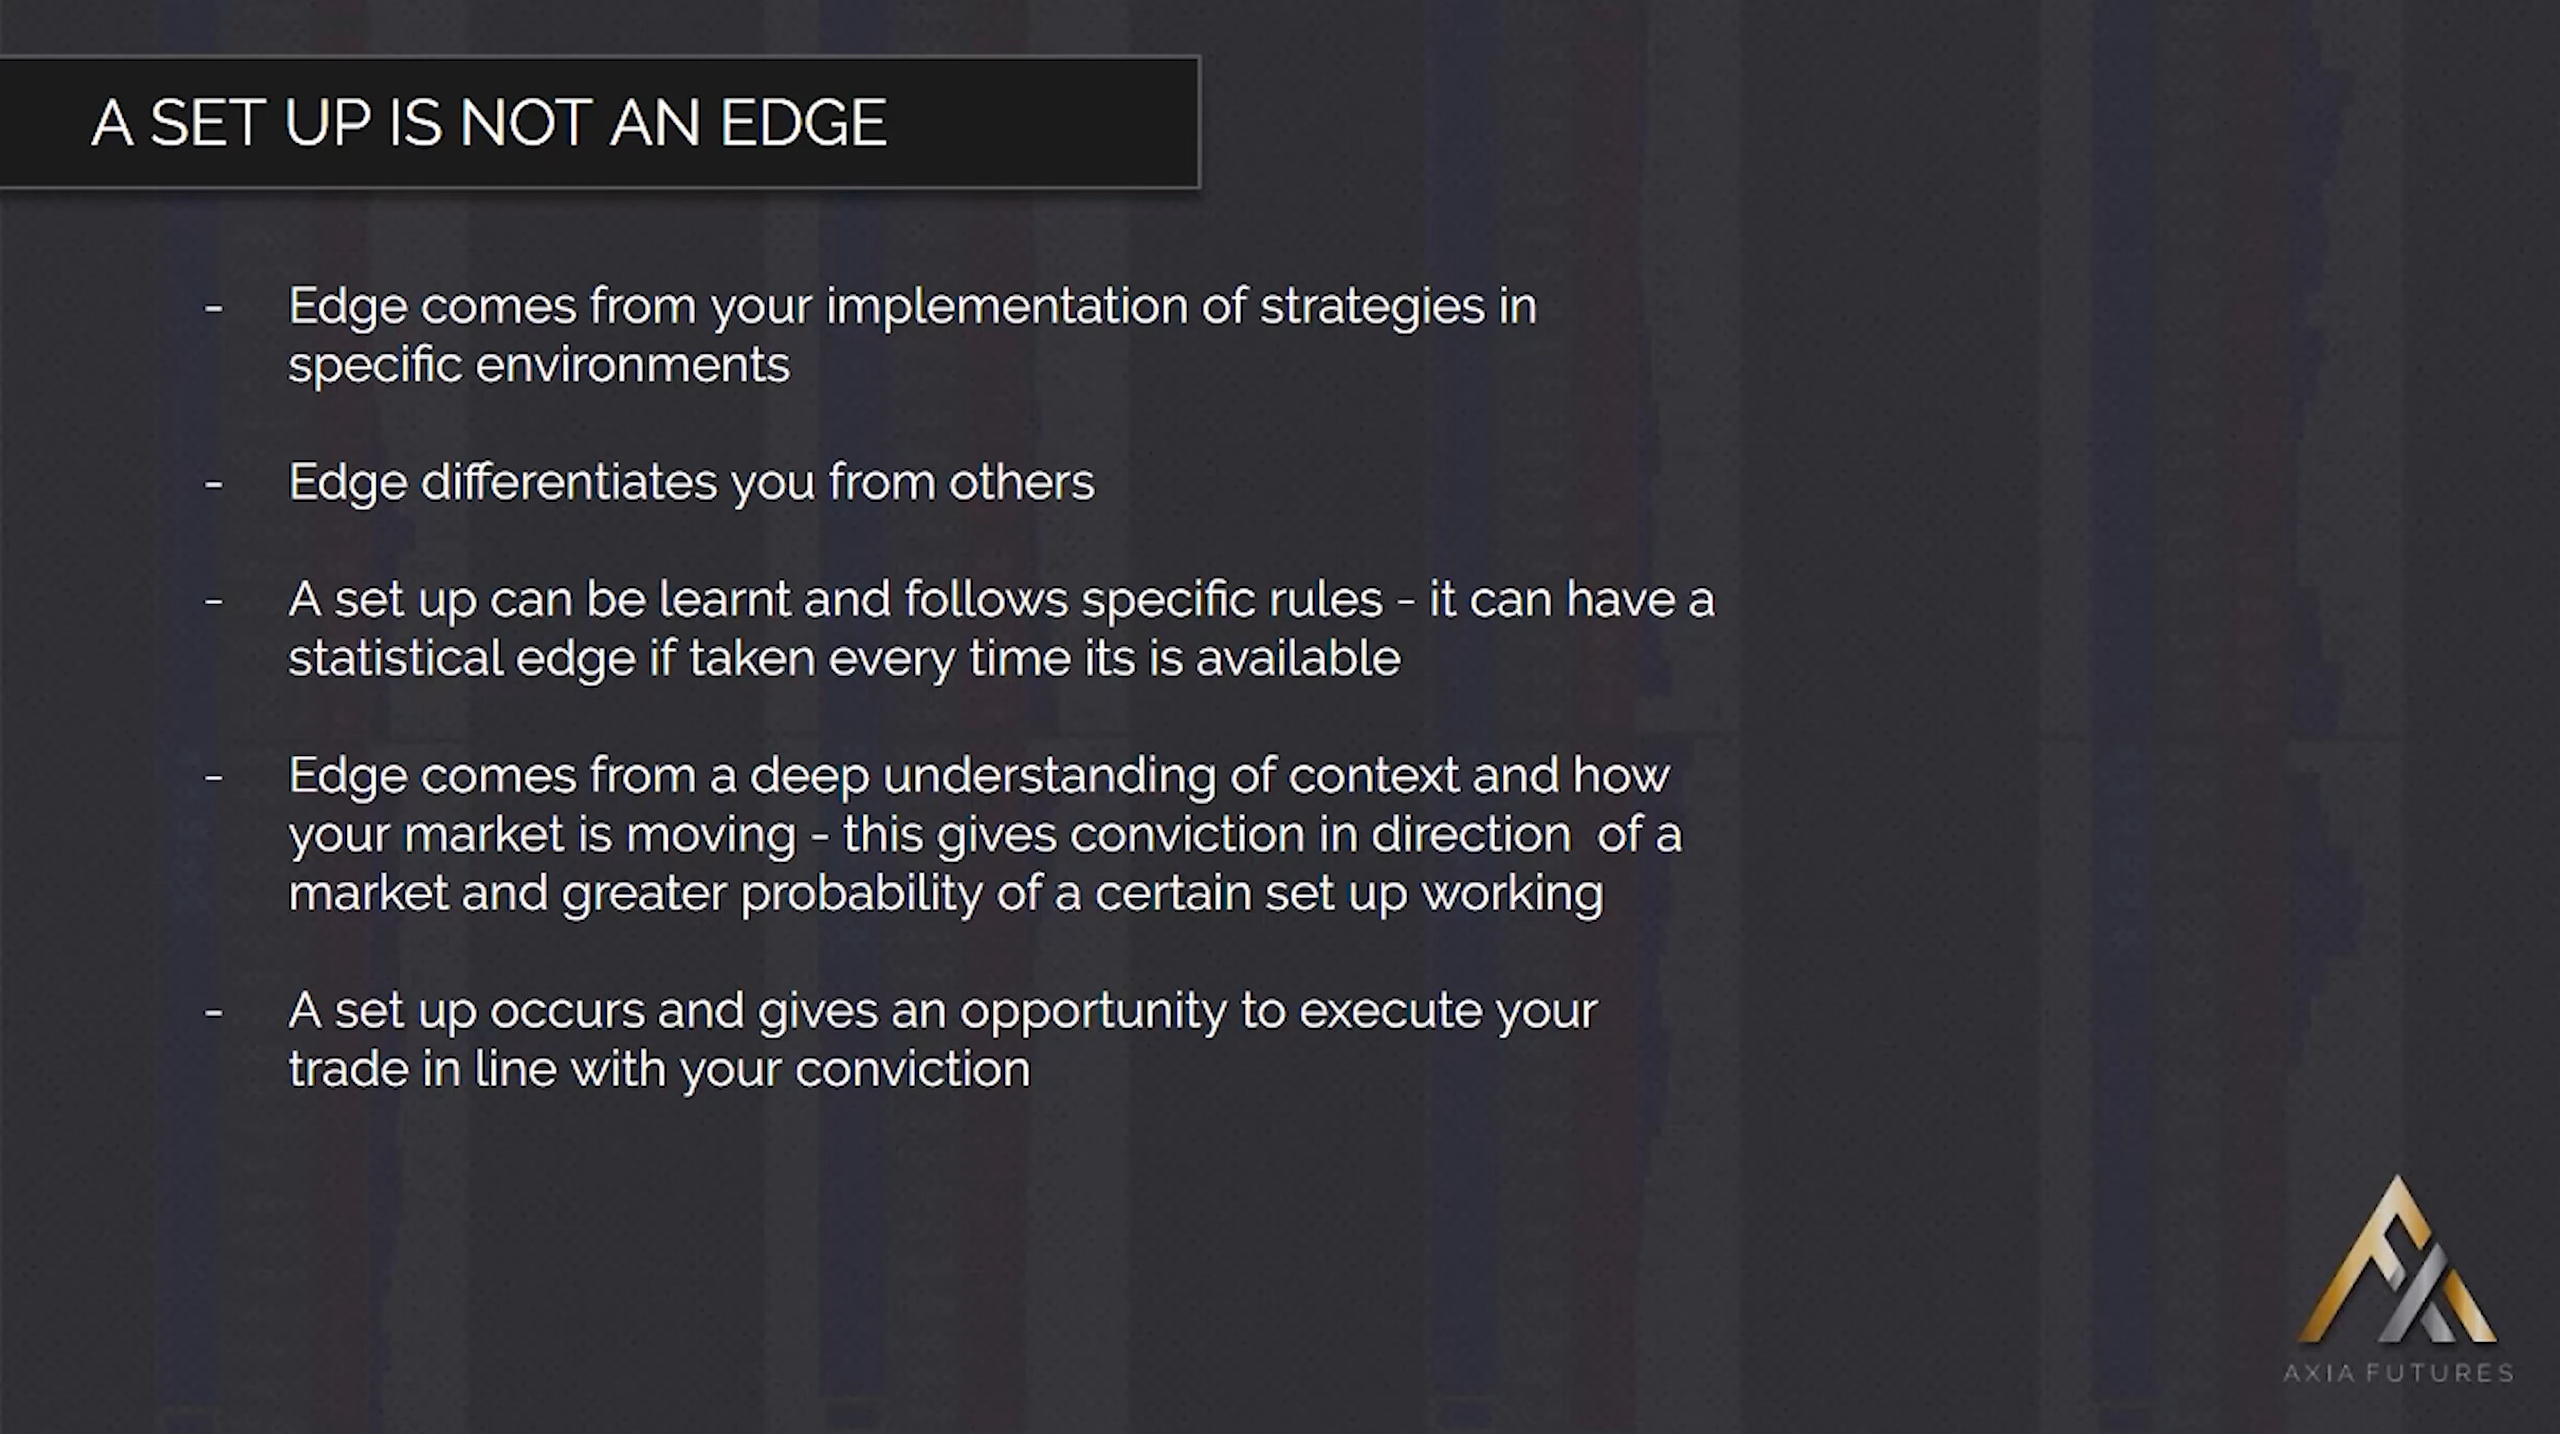 A SET UP IS NOT AN EDGE
- Edge comes from your implementation of strategies in
specific environments
- Edge differentiates you from others
- A set up can be learnt and follows specific rules - it can have a
statistical edge if taken every time its is available
- Edge comes from a deep understanding of context and how
your market is moving - this gives conviction in direction  of a
market and greater probability of a certain set up working
- A set up occurs and gives an opportunity to execute your
trade in line with your conviction
AXIA FUTURES